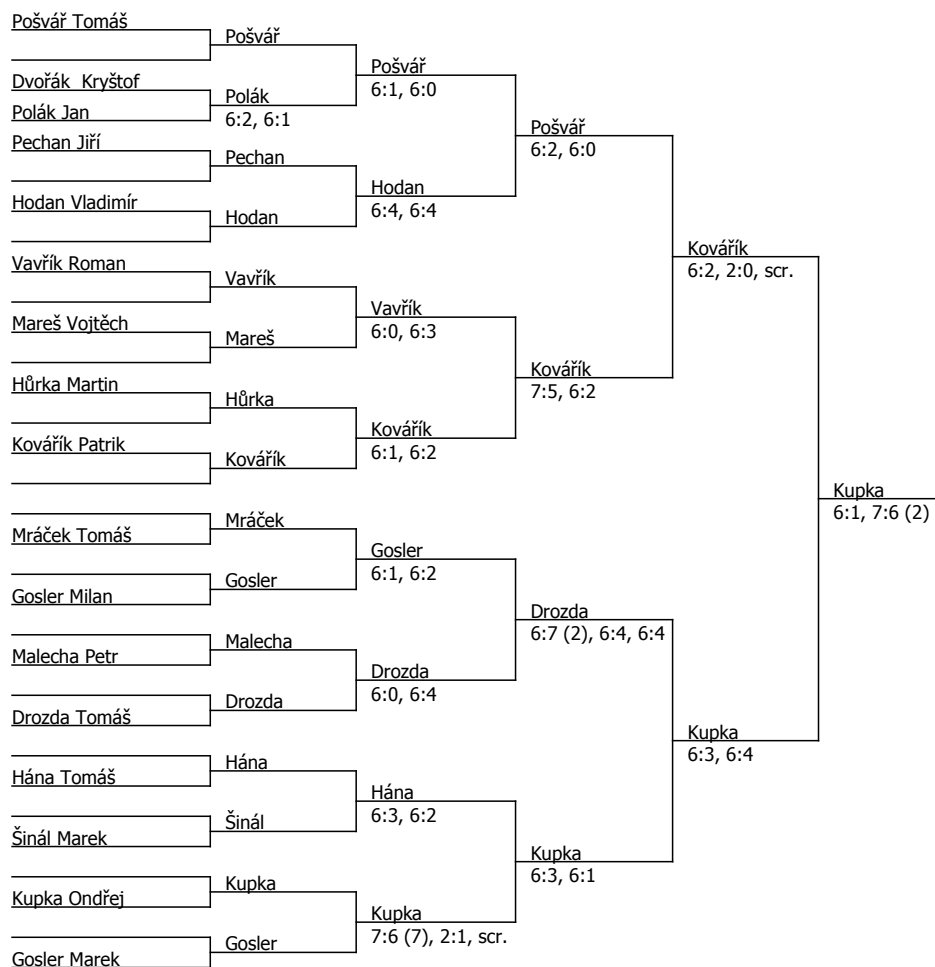 Pošvář Tomáš
Dvořák  Kryštof
Polák Jan
Pechan Jiří
Hodan Vladimír
Vavřík Roman
Mareš Vojtěch
Hůrka Martin
Kovářík Patrik
Mráček Tomáš
Gosler Milan
Malecha Petr
Drozda Tomáš
Hána Tomáš
Šinál Marek
Kupka Ondřej
Gosler Marek
Pošvář
Polák
6:2, 6:1
Pechan
Hodan
Vavřík
Mareš
Hůrka
Kovářík
Mráček
Gosler
Malecha
Drozda
Hána
Šinál
Kupka
Gosler
Pošvář
6:1, 6:0
Hodan
6:4, 6:4
Vavřík
6:0, 6:3
Kovářík
6:1, 6:2
Gosler
6:1, 6:2
Drozda
6:0, 6:4
Hána
6:3, 6:2
Kupka
7:6 (7), 2:1, scr.
Pošvář
6:2, 6:0
Kovářík
7:5, 6:2
Drozda
6:7 (2), 6:4, 6:4
Kupka
6:3, 6:1
Kovářík
6:2, 2:0, scr.
Kupka
6:3, 6:4
Kupka
6:1, 7:6 (2)